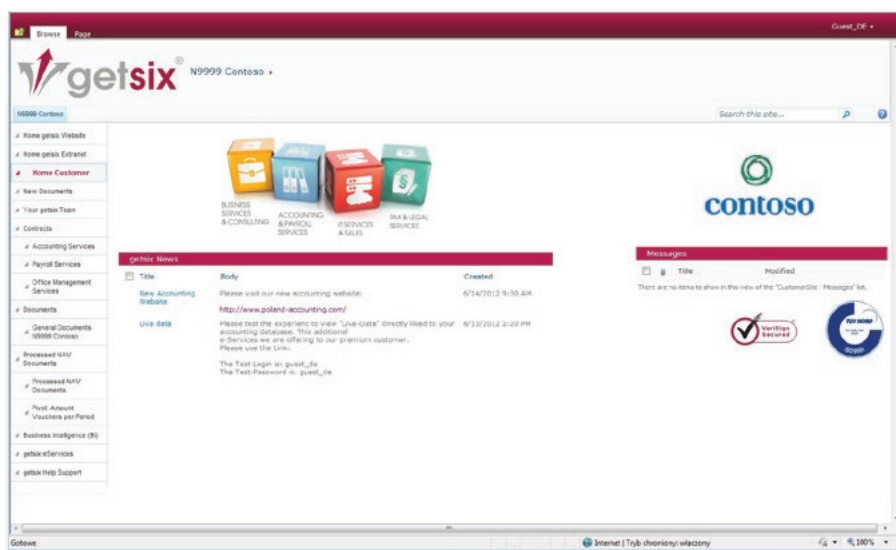 Guest_DE
Browse
Page
getsix®
N9999 Contoso
N9999 Contoso
Search this site...
Home getsix Website
Home getsix Extranet
Home Customer
New Documents
Your getsix Team
Contracts
Accounting Services
Payroll Services
Office Management
Services
Documents
General Documents
N9999 Contoso
Processed NAV
Documents
Processed NAV
Documents
Pivot: Amount
Vouchers per Period
Business Intelligence (BI)
getsix eServices
getsix Help Support
BUSINESS
SERVICES
& CONSULTING
ACCOUNTING
& PAYROLL
SERVICES
IT SERVICES
& SALES
TAX & LEGAL
SERVICES
contoso
getsix News
Title Body Created
New Accounting
Website
Please visit our new accounting website:
http://www.poland-accounting.com/
6/14/2012 9:30 AM
Live data
Please test the experienc to view "Live-Data" directly liked to your
accounting database. This additional
e-Services we are offering to our premium customer.
Please use the Link:
The Test-Login is: guest_de
The Test-Password is: guest_de
6/13/2012 2:20 PM
Messages
Title Modified
There are no items to show in this view of the "CustomerSite - Messages" list.
VeriSign
Secured
TÜV NORD
Gotowe
Internet | Tryb chroniony: włączony
100%